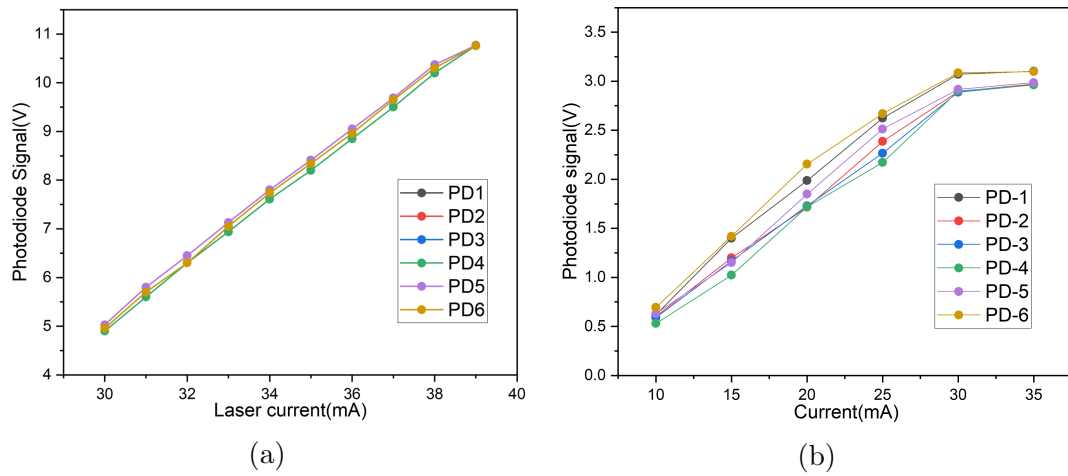 11
10
9
8
7
6
5
4
Photodiode Signal(V)
30 32 34 36 38 40
Laser current(mA)
PD1
PD2
PD3
PD4
PD5
PD6
(a)
3.5
3.0
2.5
2.0
1.5
1.0
0.5
0.0
Photodiode signal(V)
10 15 20 25 30 35
Current(mA)
PD-1
PD-2
PD-3
PD-4
PD-5
PD-6
(b)